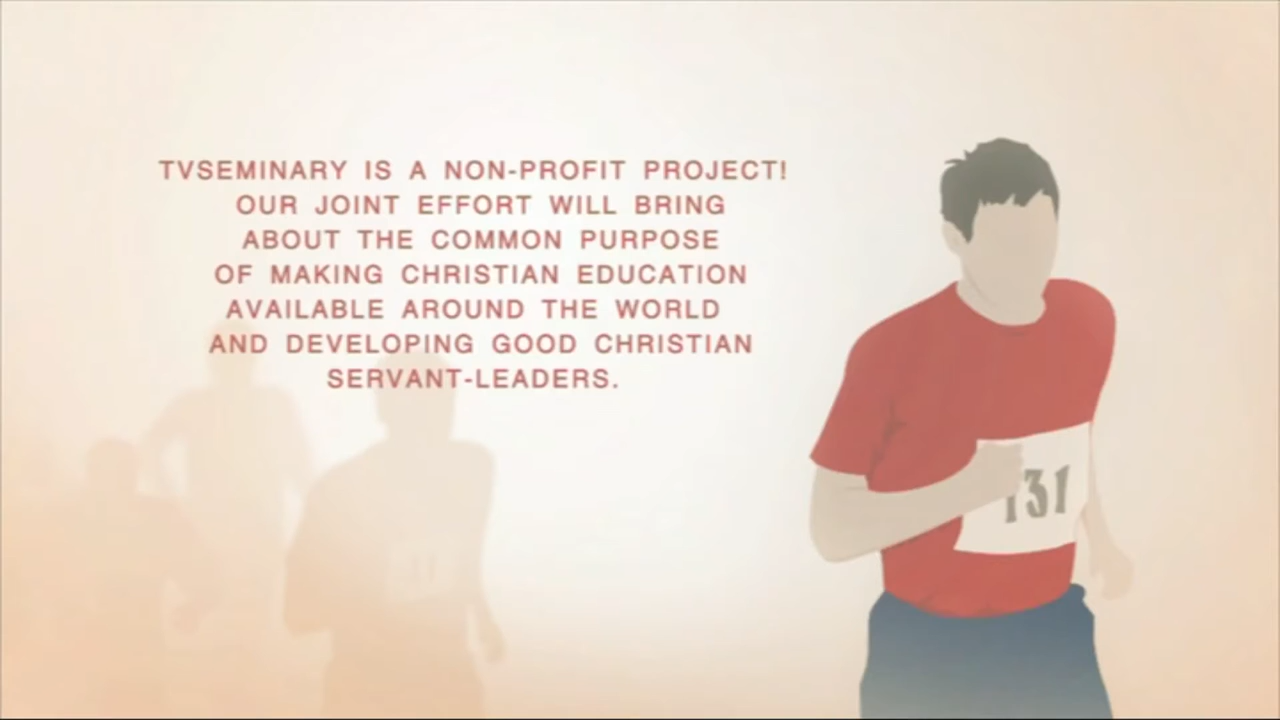 TVSEMINARY IS A NON-PROFIT PROJECT!
OUR JOINT EFFORT WILL BRING
ABOUT THE COMMON PURPOSE
OF MAKING CHRISTIAN EDUCATION
AVAILABLE AROUND THE WORLD
AND DEVELOPING GOOD CHRISTIAN
SERVANT-LEADERS.
131